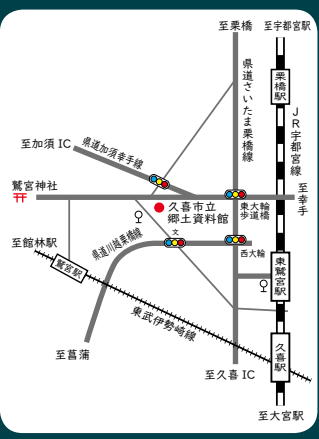 至栗橋
至宇都宮駅
県道さいたま栗橋線
栗橋駅
JR宇都宮線
至加須IC
県道加須幸手線
鷲宮神社
至幸手
久喜市立
郷土資料館
東大輪
歩道橋
文
県道川越栗橋線
西大輪
至館林駅
鷲宮駅
東鷲宮駅
東武伊勢崎線
久喜駅
至菖蒲
至久喜IC
至大宮駅